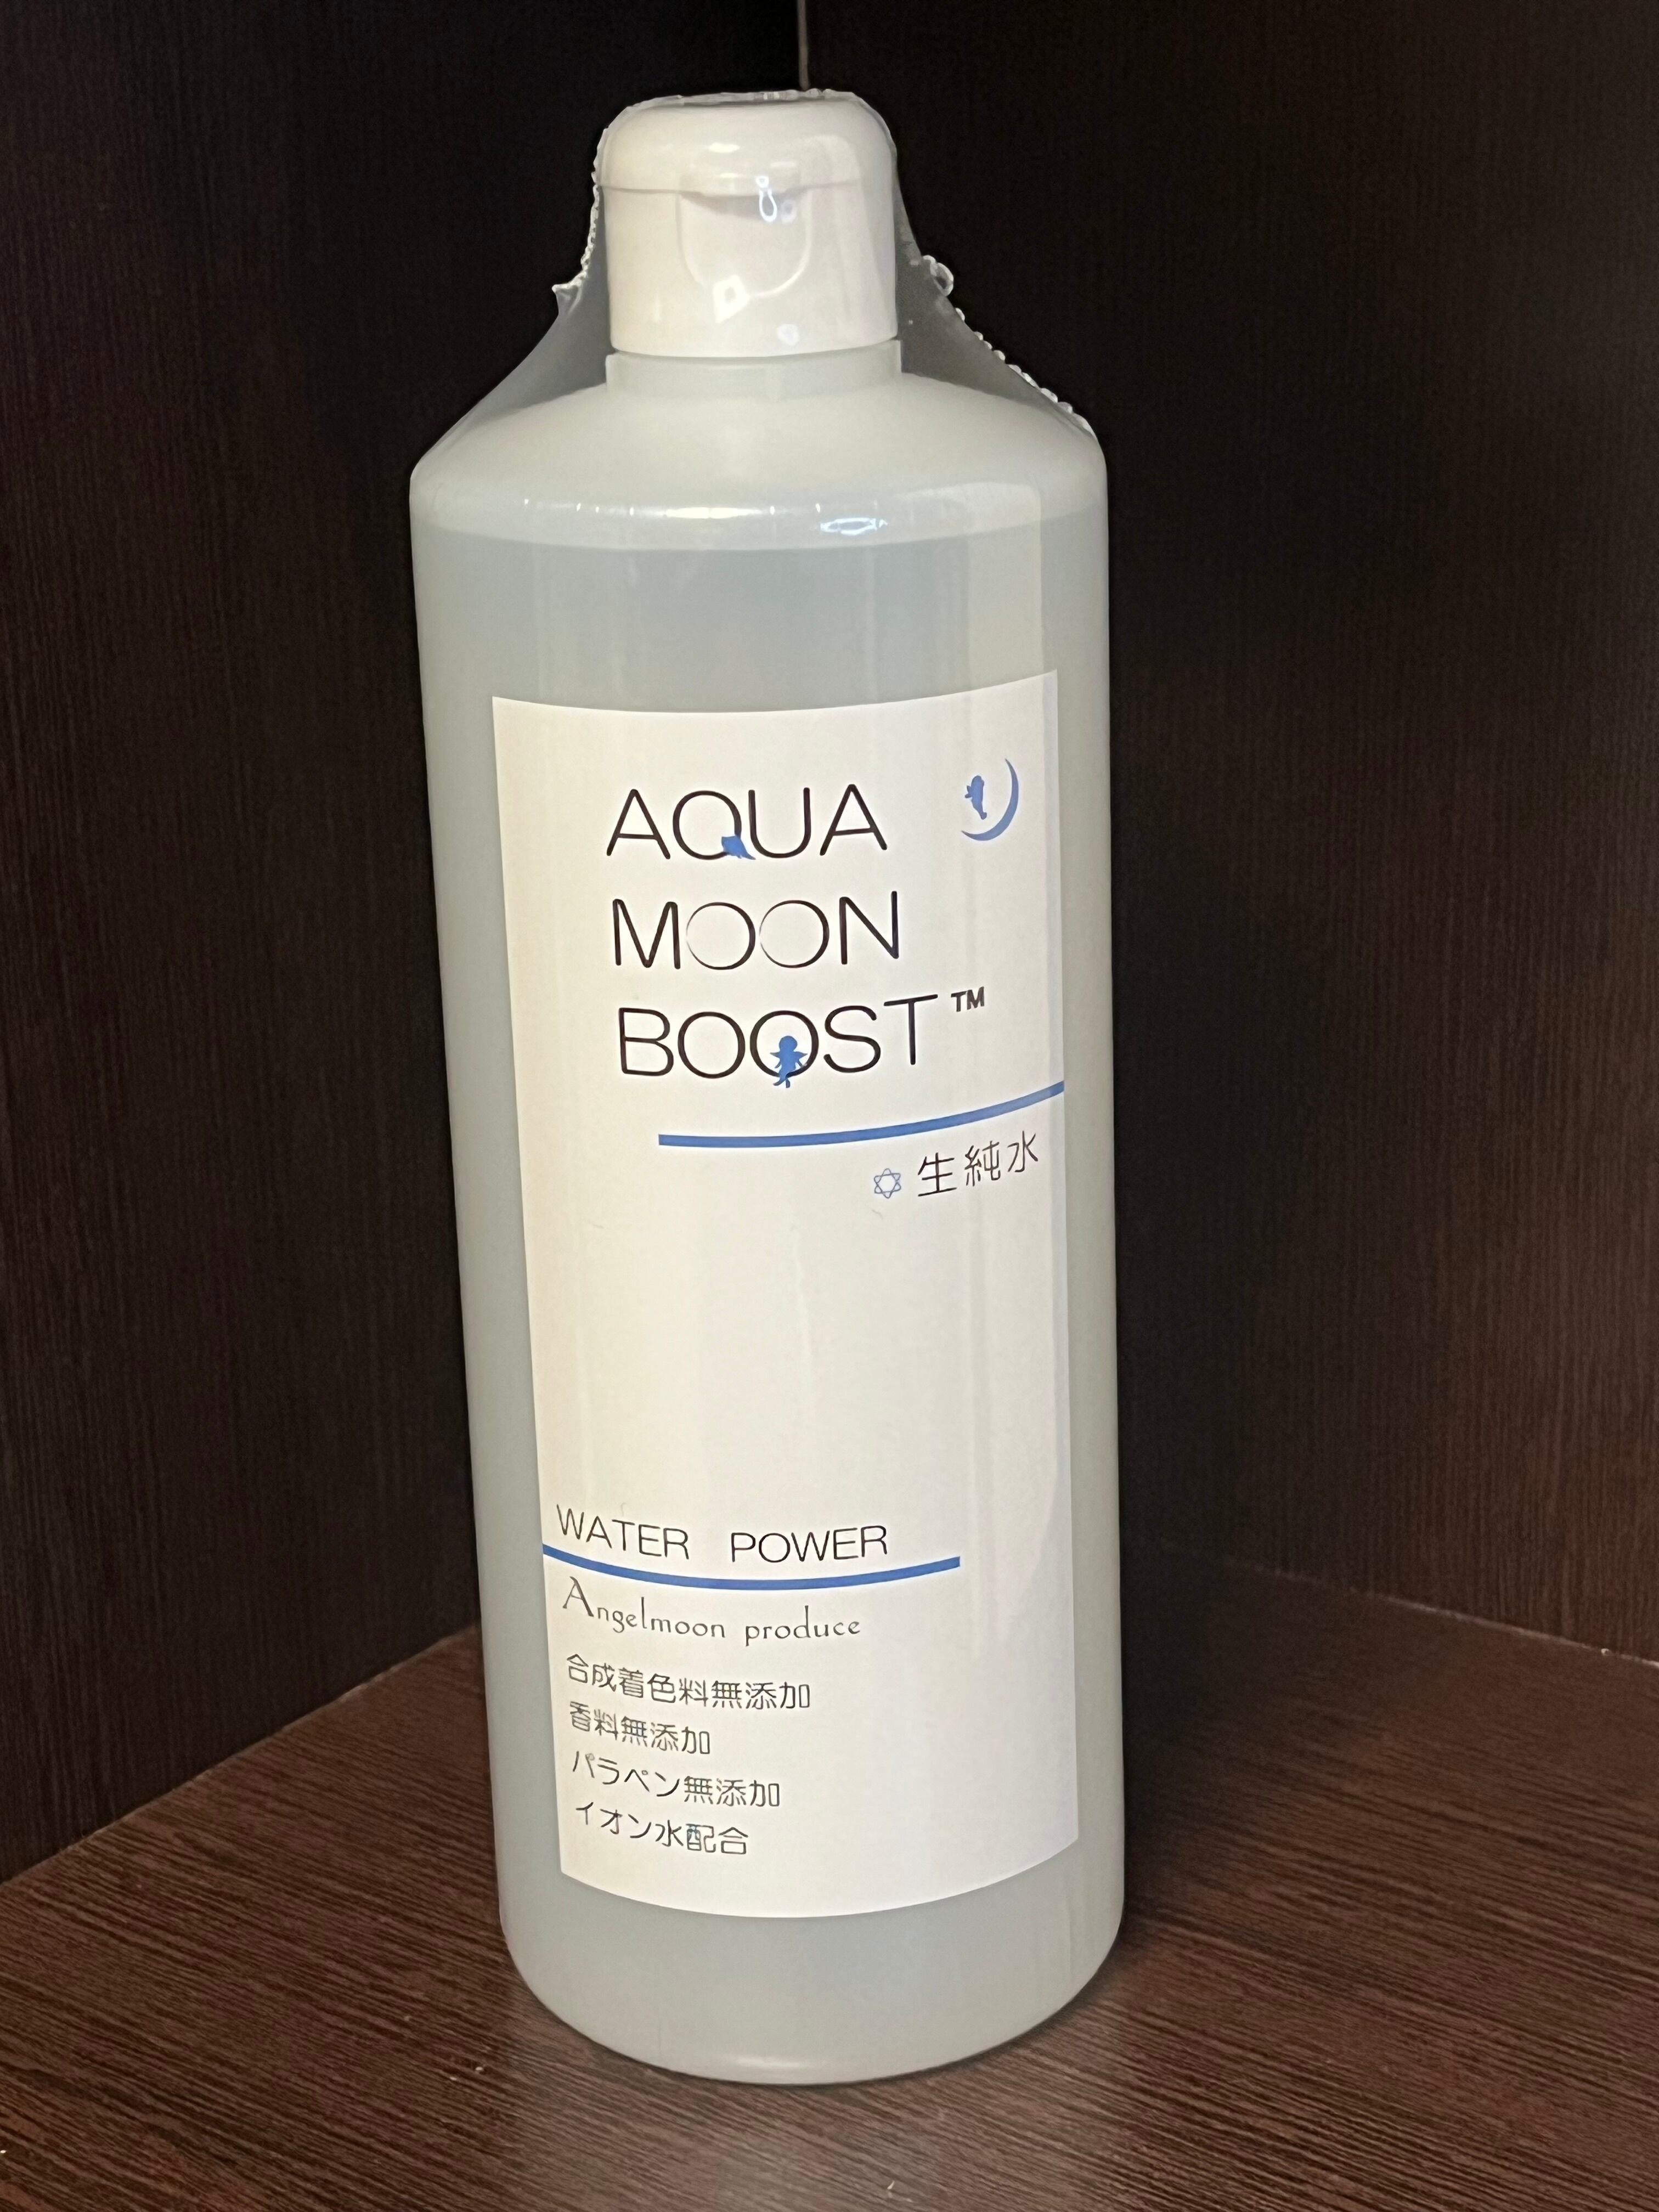 AQUA
MOON
BOOST™
生純水
WATER POWER
Angelmoon produce
合成着色料無添加
香料無添加
パラペン無添加
イオン水配合